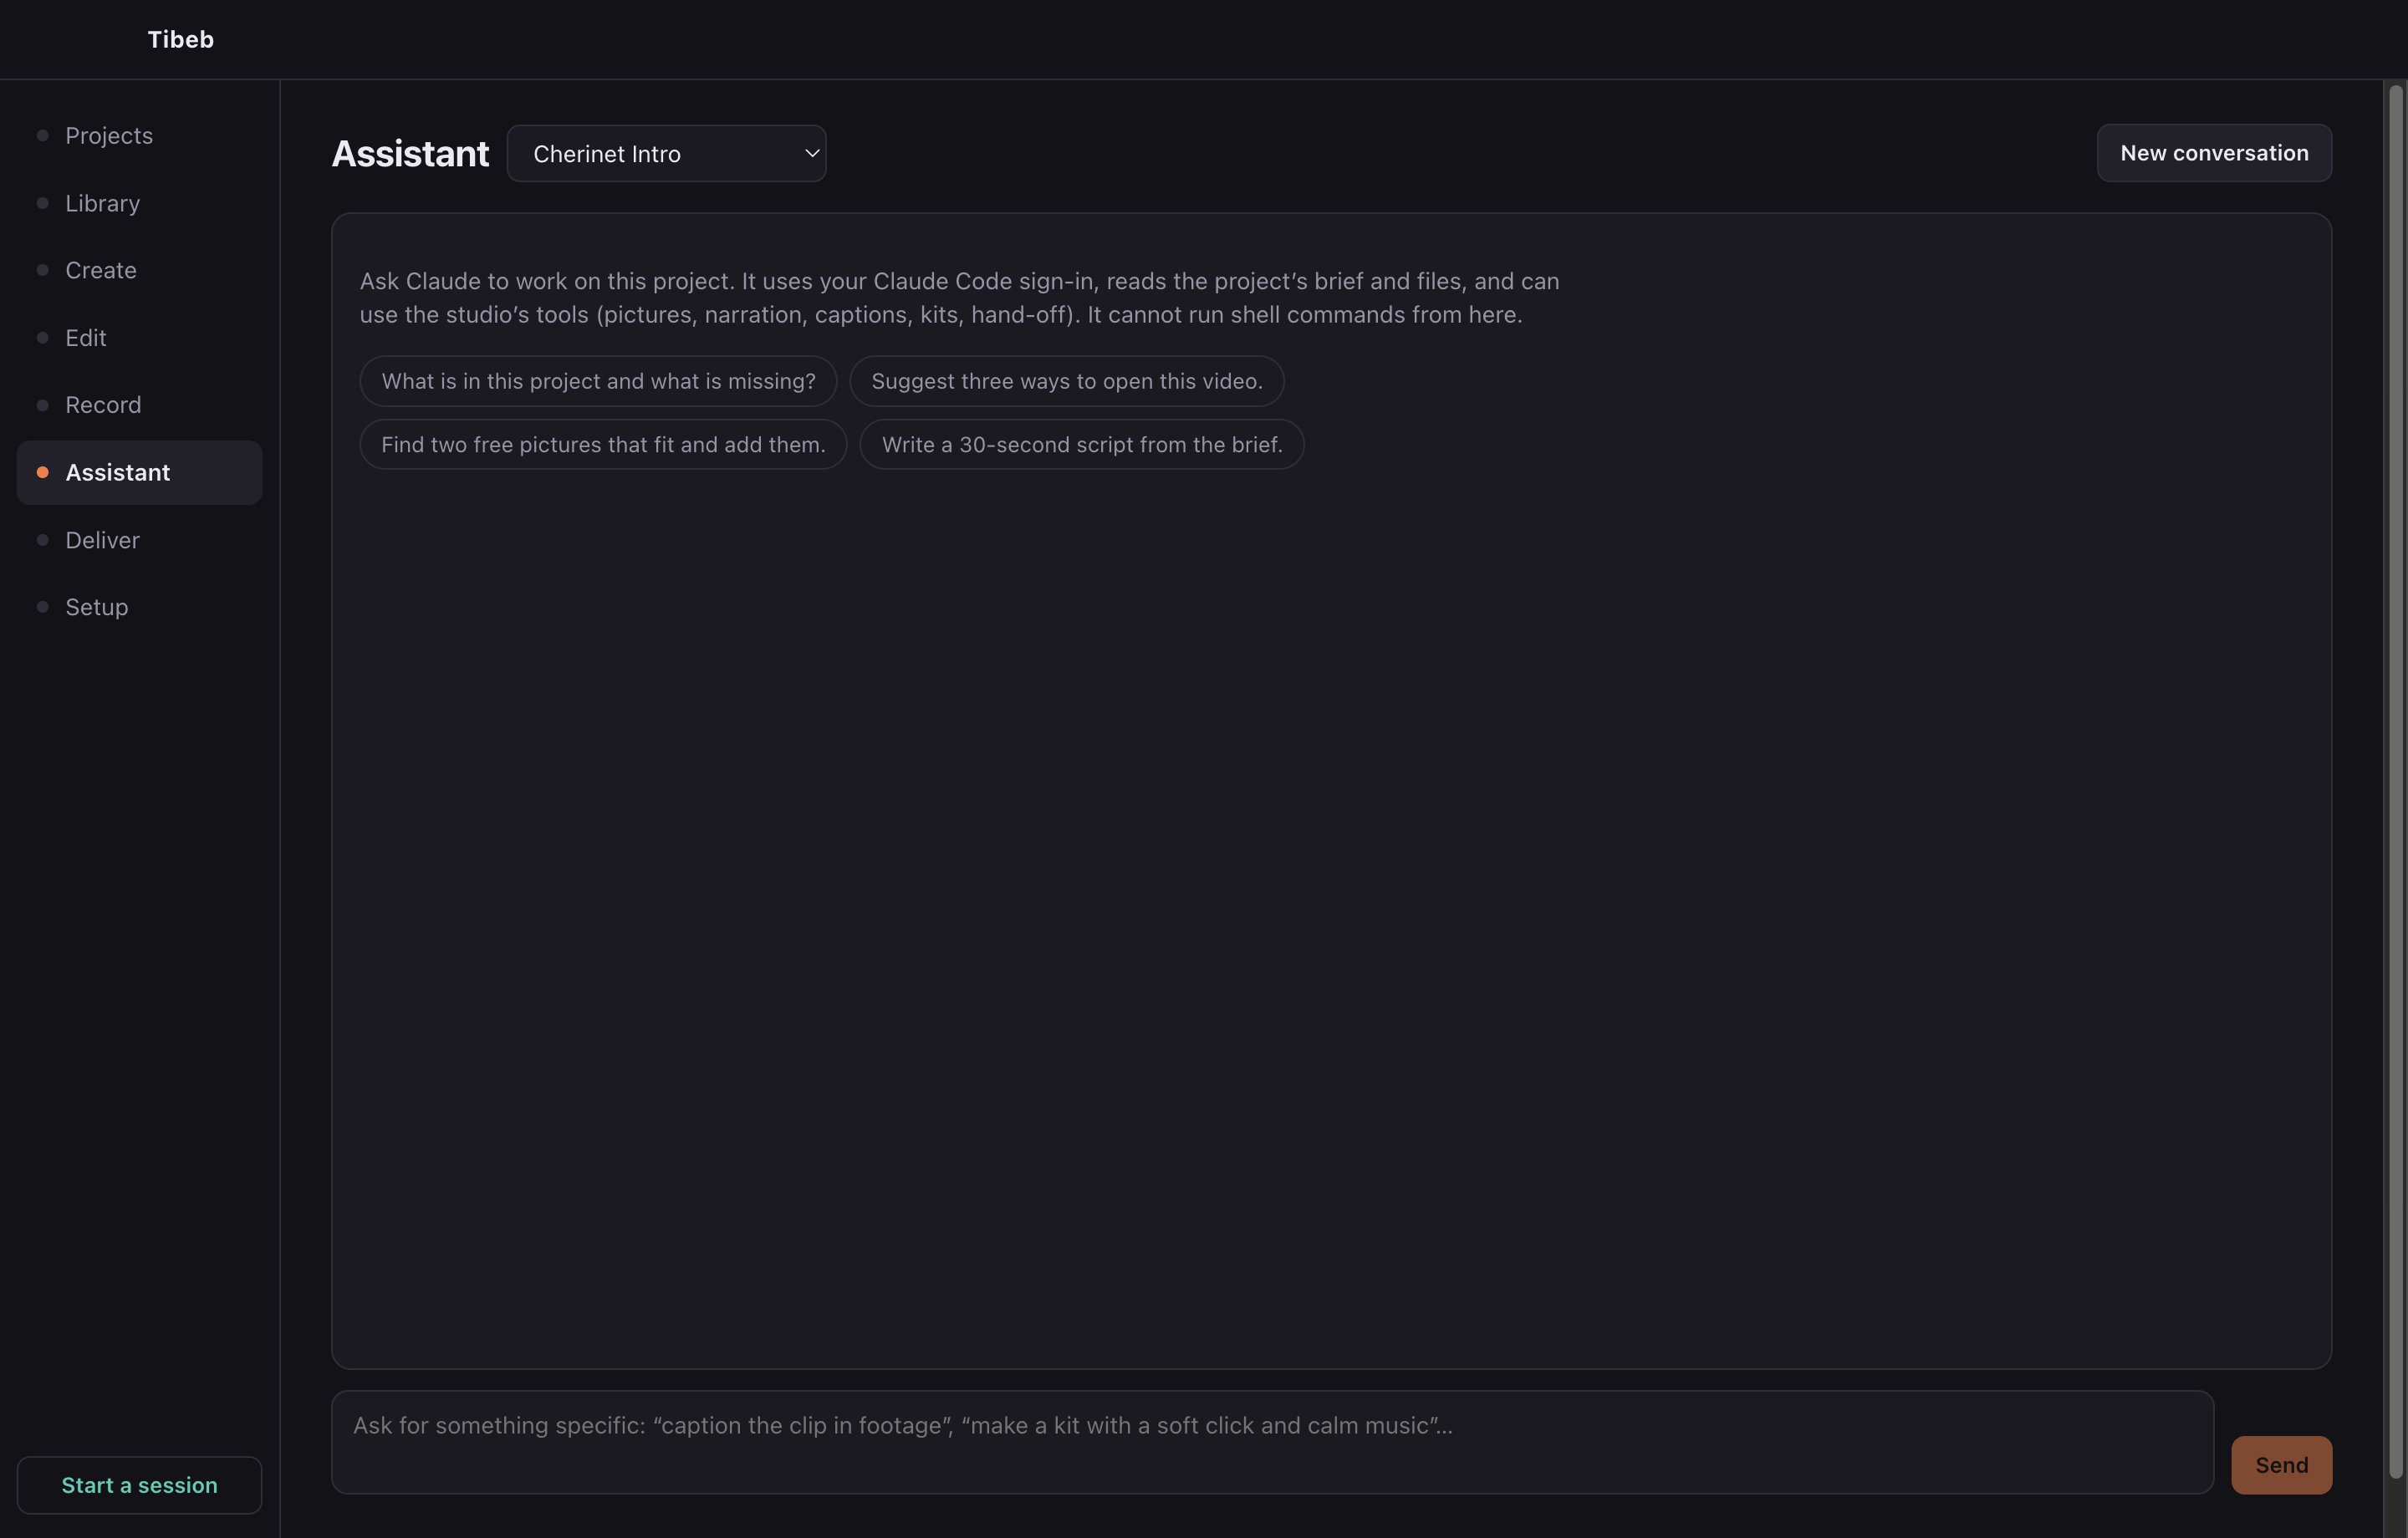 Tibeb
Projects
Library
Create
Edit
Record
Assistant
Deliver
Setup
Start a session
Assistant
Cherinet Intro
New conversation
Ask Claude to work on this project. It uses your Claude Code sign-in, reads the project’s brief and files, and can
use the studio’s tools (pictures, narration, captions, kits, hand-off). It cannot run shell commands from here.
What is in this project and what is missing?
Suggest three ways to open this video.
Find two free pictures that fit and add them.
Write a 30-second script from the brief.
Ask for something specific: “caption the clip in footage”, “make a kit with a soft click and calm music”…
Send